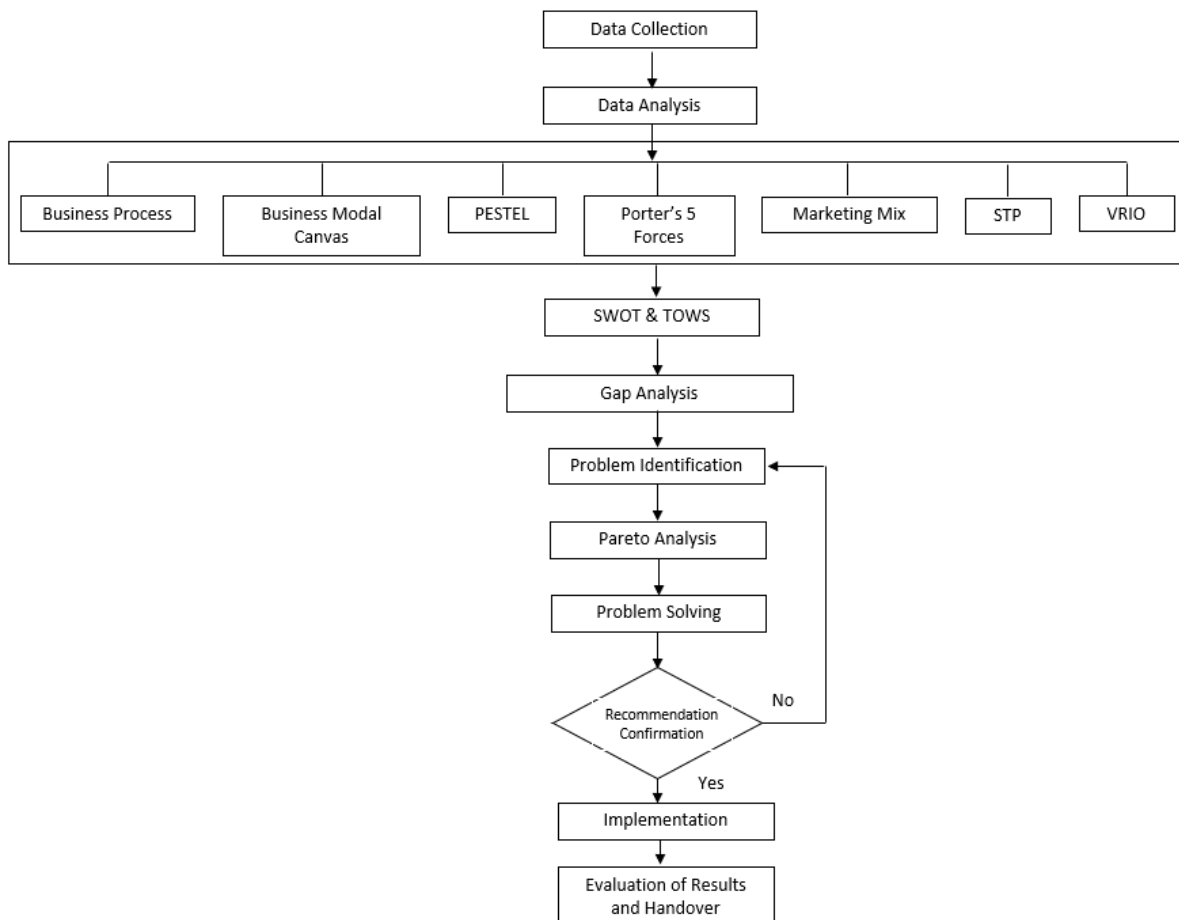 Data Collection
Data Analysis
Business Process
Business Modal
Canvas
PESTEL
Porter’s 5
Forces
Marketing Mix
STP
VRIO
SWOT & TOWS
Gap Analysis
Problem Identification
Pareto Analysis
Problem Solving
Recommendation
Confirmation
No
Yes
Implementation
Evaluation of Results
and Handover